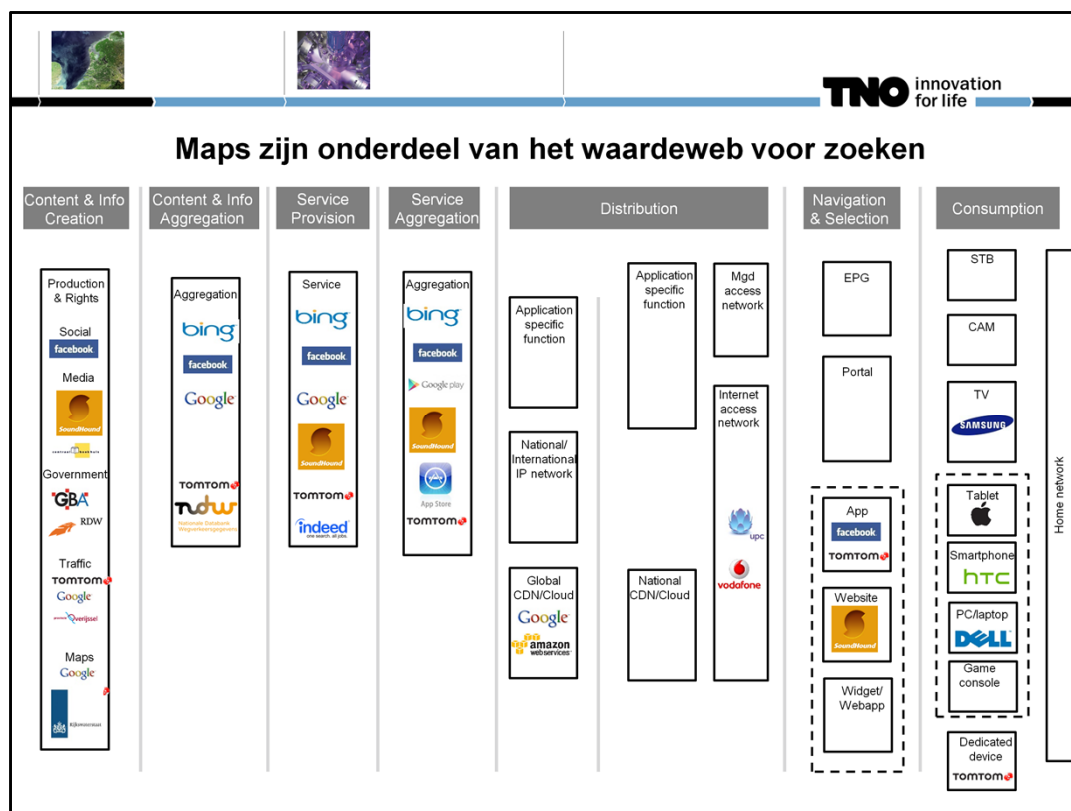 TNO innovation
for life
Maps zijn onderdeel van het waardeweb voor zoeken
Content & Info
Creation
Content & Info
Aggregation
Service
Provision
Service
Aggregation
Distribution
Navigation
& Selection
Consumption
Production
& Rights
Social
facebook
Media
SoundHound
centraal boekhuis
Government
GBA
RDW
Traffic
TOMTOM
Google
provincie Overijssel
Maps
Google
Rijkswaterstaat
Aggregation
bing
facebook
Google
TOMTOM
ndw
Nationale Databank
Wegverkeersgegevens
Service
bing
facebook
Google
SoundHound
TOMTOM
indeed
one search. all jobs.
Aggregation
bing
facebook
Google play
SoundHound
App Store
TOMTOM
Application
specific
function
National/
International
IP network
Global
CDN/Cloud
Google
amazon
webservices
Application
specific
function
National
CDN/Cloud
Mgd
access
network
Internet
access
network
upc
vodafone
EPG
Portal
App
facebook
TOMTOM
Website
SoundHound
Widget/
Webapp
STB
CAM
TV
SAMSUNG
Tablet
Smartphone
hTC
PC/laptop
DELL
Game
console
Dedicated
device
TOMTOM
Home network